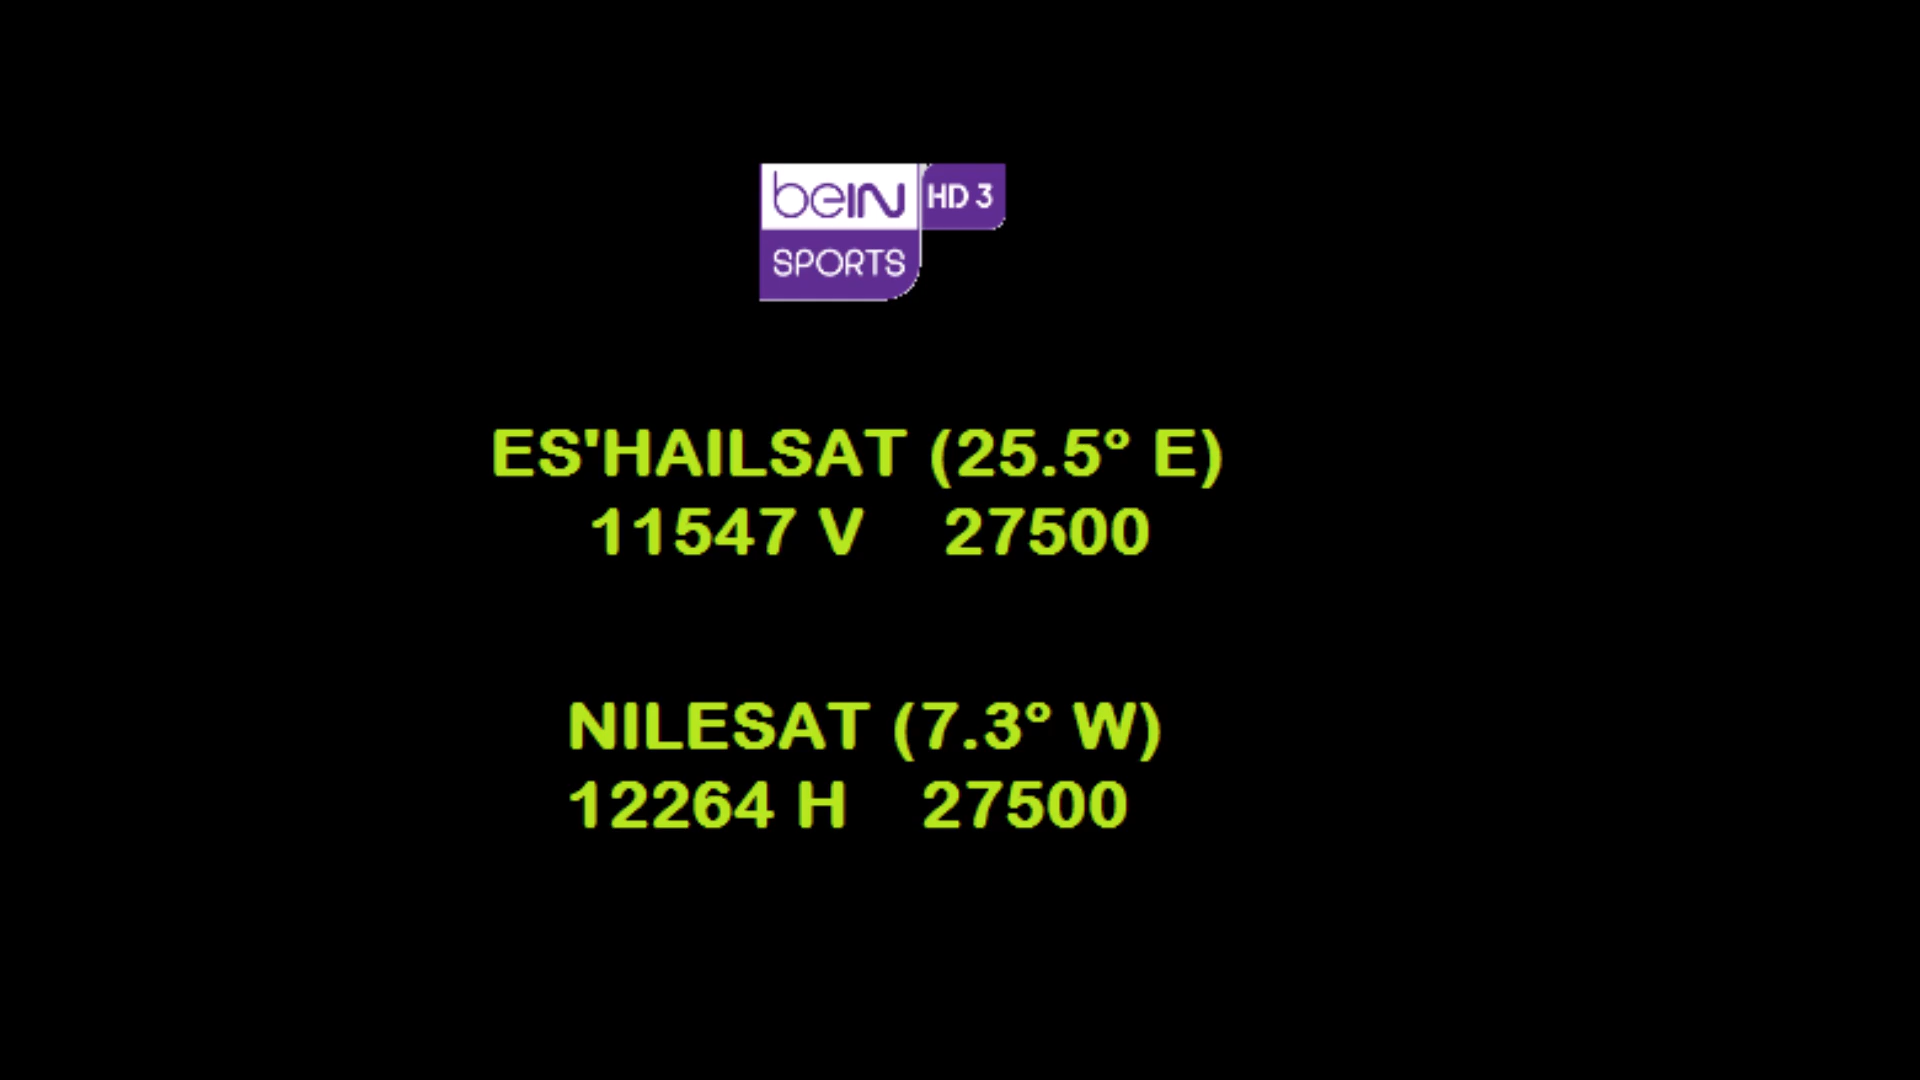 beIN HD 3
SPORTS
ES'HAILSAT (25.5° E)
11547 V 27500
NILESAT (7.3° W)
12264 H 27500